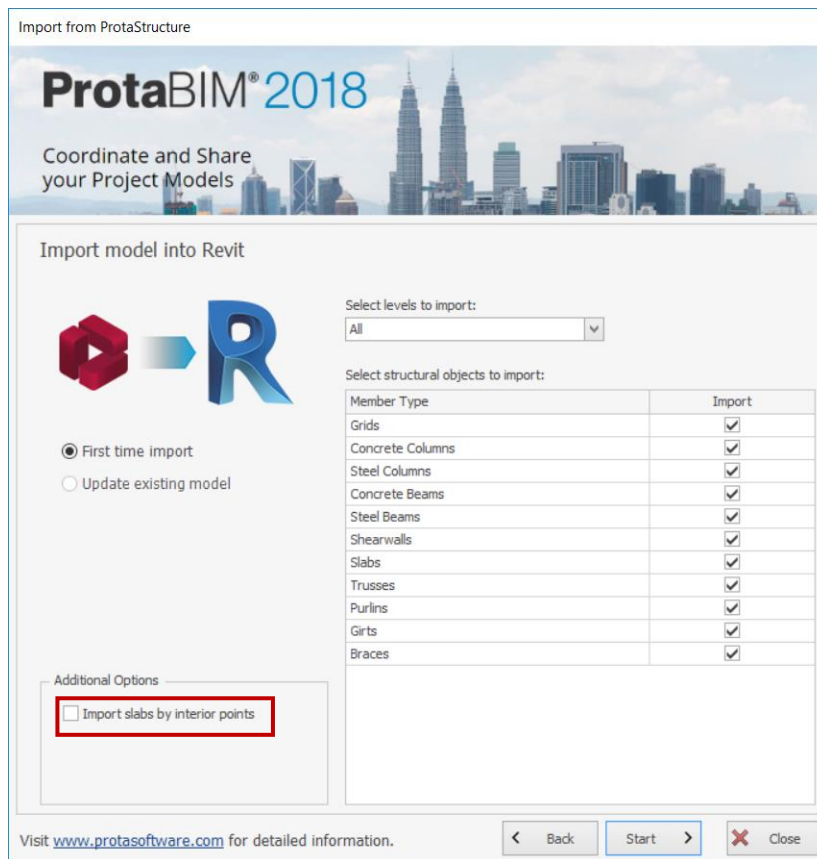 Import from ProtaStructure
ProtaBIM® 2018
Coordinate and Share
your Project Models
Import model into Revit
Select levels to import:
All
Select structural objects to import:
Member Type Import
Grids
Concrete Columns
Steel Columns
Concrete Beams
Steel Beams
Shearwalls
Slabs
Trusses
Purlins
Girts
Braces
First time import
Update existing model
Additional Options
Import slabs by interior points
Visit www.protasoftware.com for detailed information.
Back
Start
Close